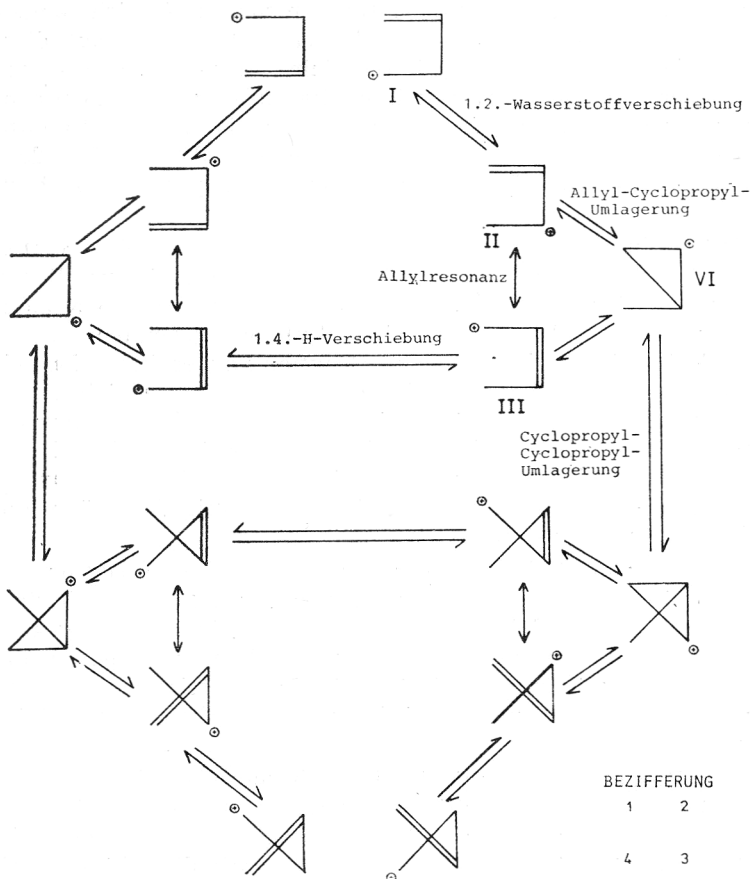 ⊕
⊕
I
1.2.-Wasserstoffverschiebung
⊕
Allyl-Cyclopropyl-
Umlagerung
II
⊕
⊕
VI
Allylresonanz
⊕
⊕
1.4.-H-Verschiebung
⊕
III
Cyclopropyl-
Cyclopropyl-
Umlagerung
⊕
⊕
⊕
⊕
⊕
⊕
BEZIFFERUNG
1 2
⊕
4 3
⊕